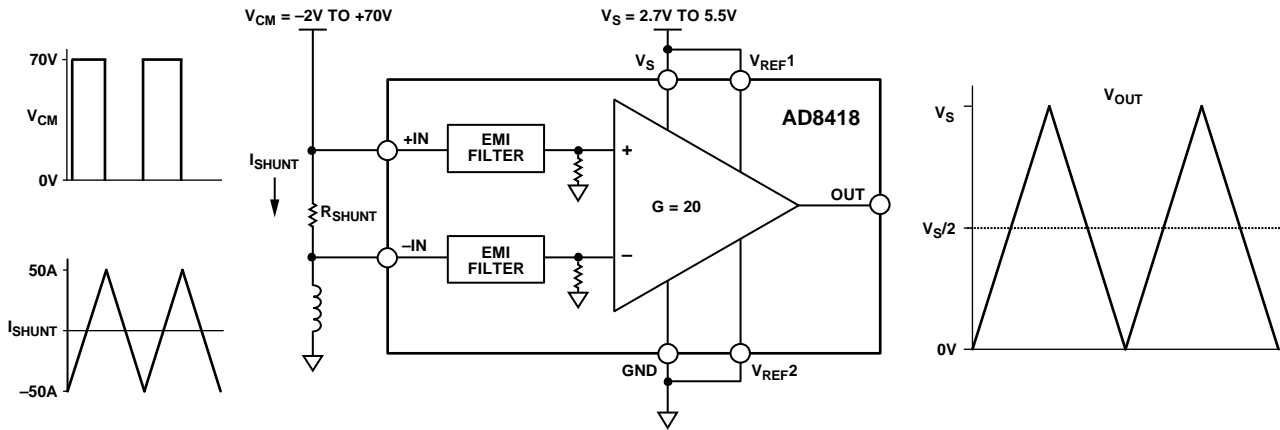 V_CM = –2V TO +70V
V_S = 2.7V TO 5.5V
70V
V_CM
0V
50A
I_SHUNT
–50A
I_SHUNT
R_SHUNT
V_S
V_REF1
AD8418
+IN
EMI
FILTER
+
G = 20
OUT
–IN
EMI
FILTER
–
GND
V_REF2
V_OUT
V_S
V_S/2
0V